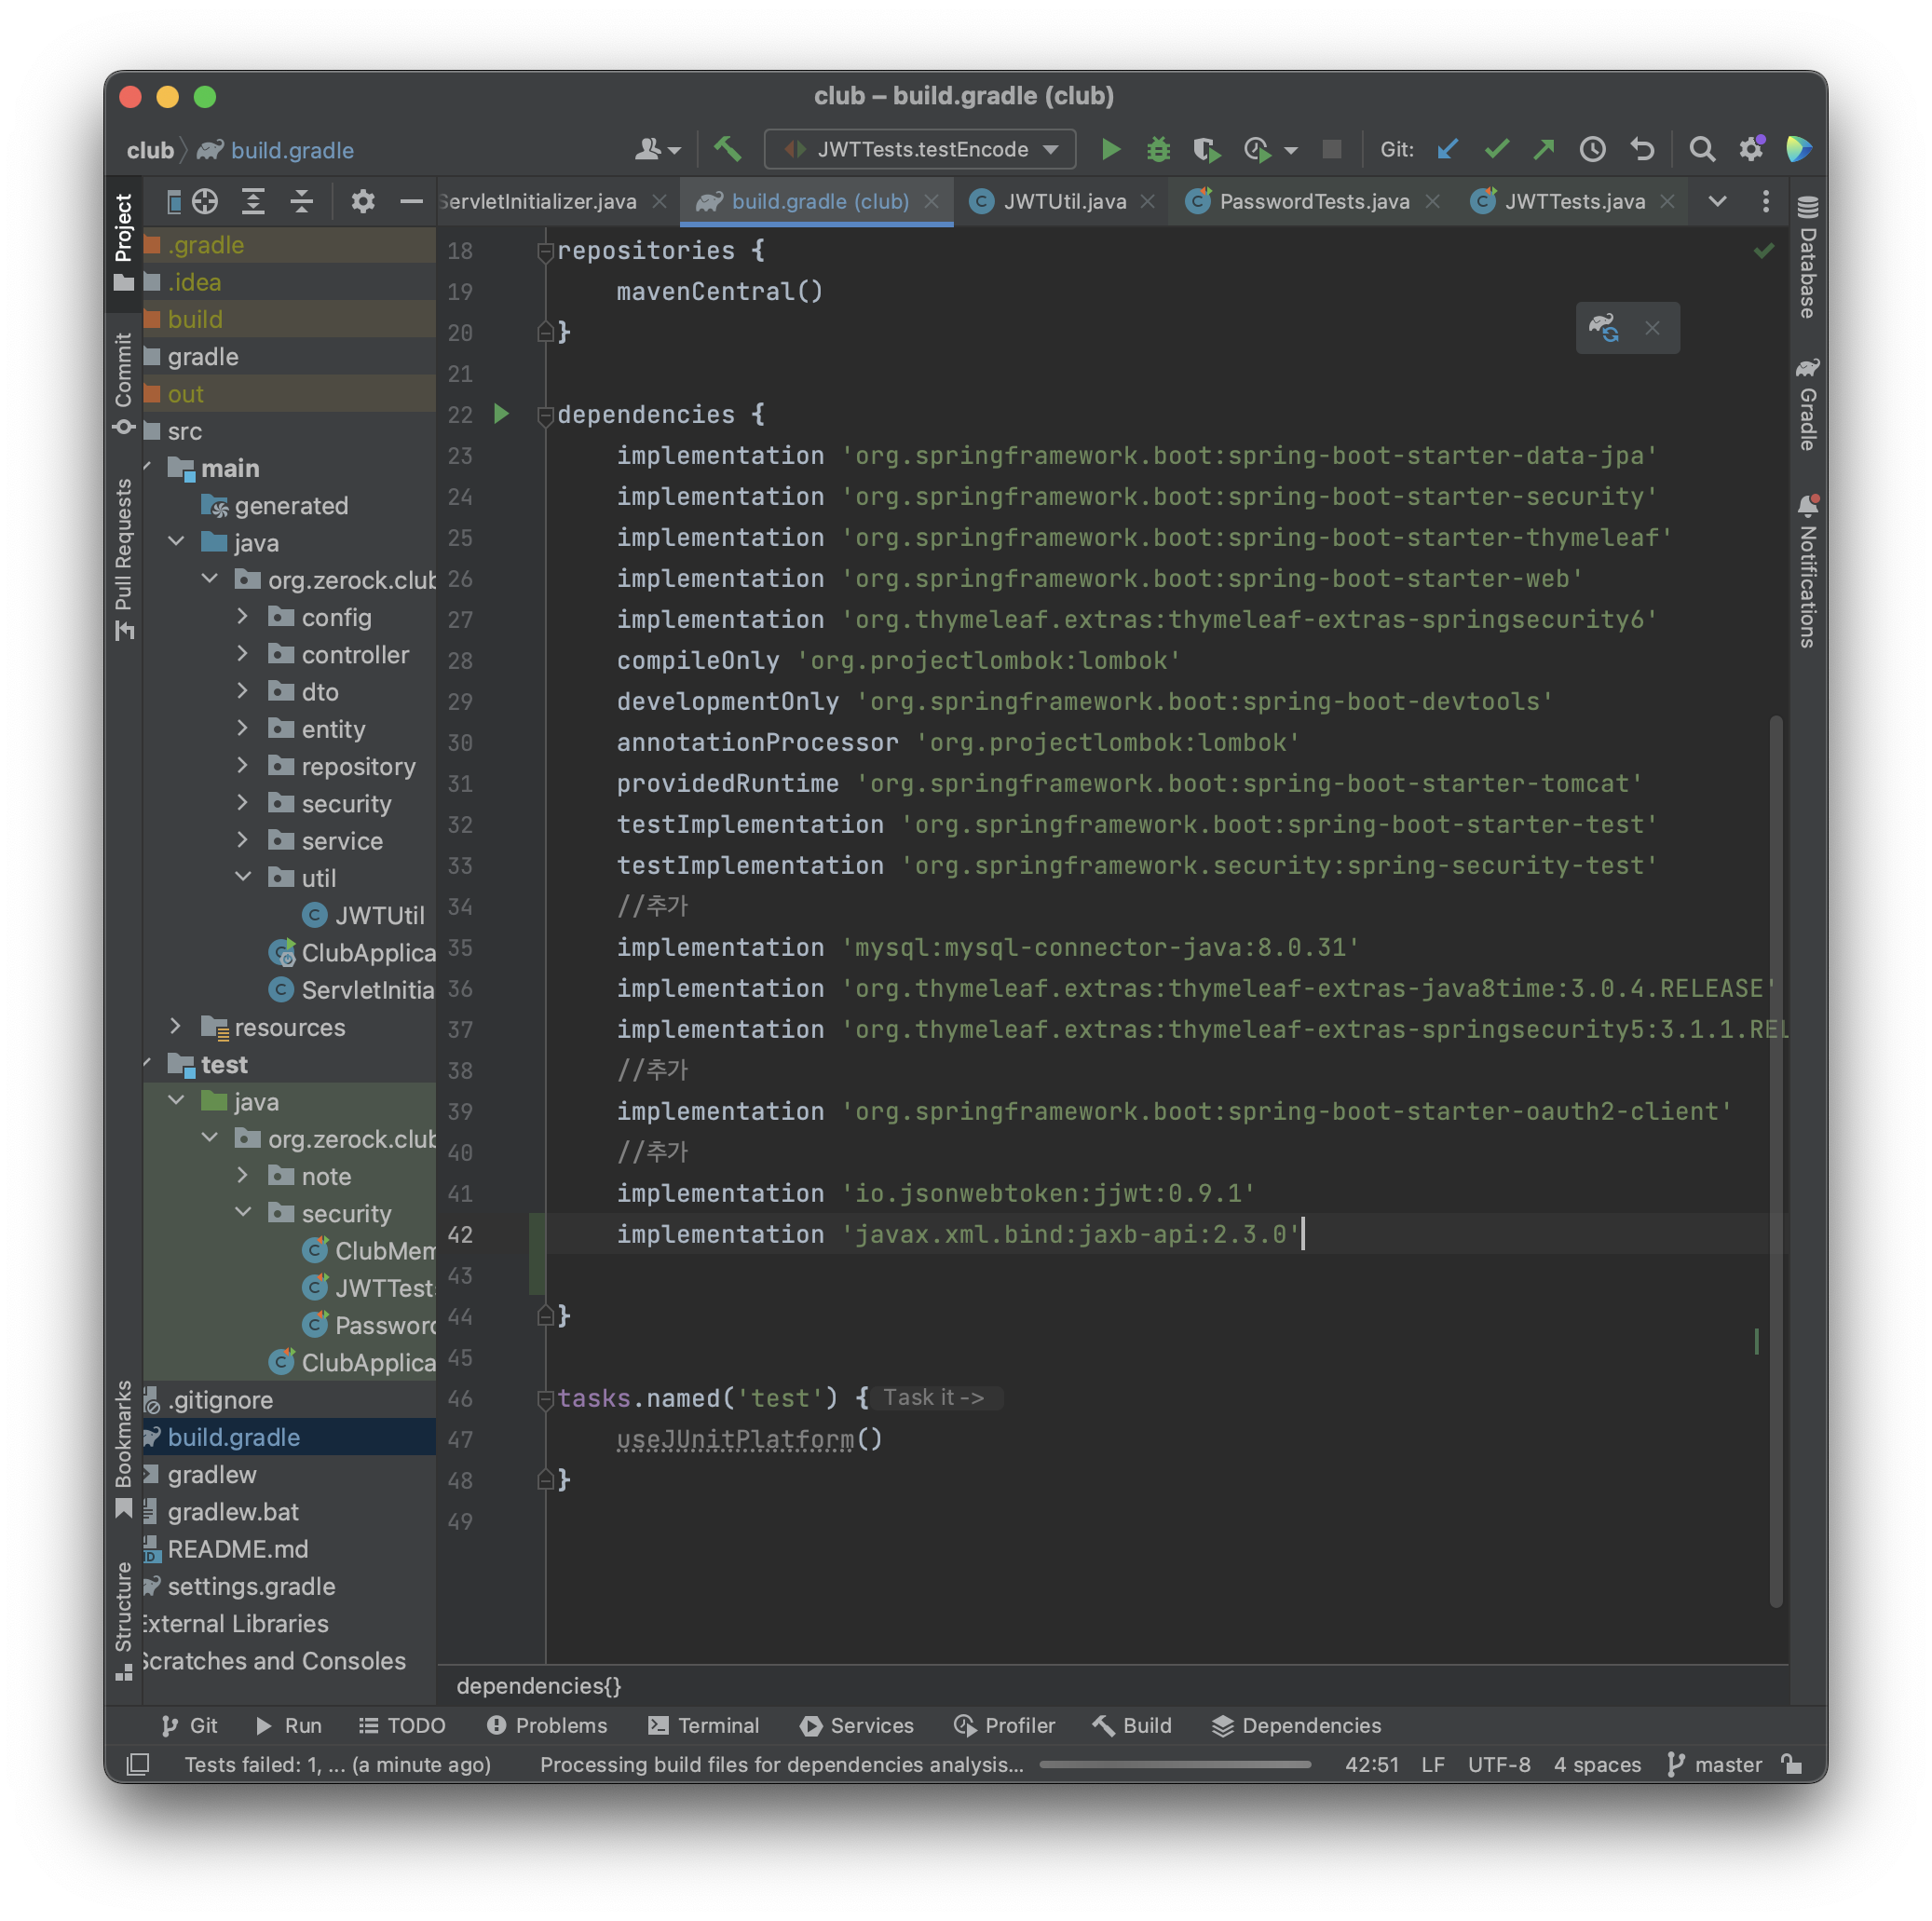 club – build.gradle (club)
club build.gradle
JWTTests.testEncode
Git:
ServletInitializer.java
build.gradle (club)
JWTUtil.java
PasswordTests.java
JWTTests.java
Project
Commit
Pull Requests
Bookmarks
Structure
.gradle
.idea
build
gradle
out
src
main
generated
java
org.zerock.club
config
controller
dto
entity
repository
security
service
util
JWTUtil
ClubApplica
ServletInitia
resources
test
java
org.zerock.club
note
security
ClubMem
JWTTest
Password
ClubApplica
.gitignore
build.gradle
gradlew
gradlew.bat
README.md
settings.gradle
External Libraries
Scratches and Consoles
18 repositories {
19 mavenCentral()
20 }
21
22 dependencies {
23 implementation 'org.springframework.boot:spring-boot-starter-data-jpa'
24 implementation 'org.springframework.boot:spring-boot-starter-security'
25 implementation 'org.springframework.boot:spring-boot-starter-thymeleaf'
26 implementation 'org.springframework.boot:spring-boot-starter-web'
27 implementation 'org.thymeleaf.extras:thymeleaf-extras-springsecurity6'
28 compileOnly 'org.projectlombok:lombok'
29 developmentOnly 'org.springframework.boot:spring-boot-devtools'
30 annotationProcessor 'org.projectlombok:lombok'
31 providedRuntime 'org.springframework.boot:spring-boot-starter-tomcat'
32 testImplementation 'org.springframework.boot:spring-boot-starter-test'
33 testImplementation 'org.springframework.security:spring-security-test'
34 //추가
35 implementation 'mysql:mysql-connector-java:8.0.31'
36 implementation 'org.thymeleaf.extras:thymeleaf-extras-java8time:3.0.4.RELEASE'
37 implementation 'org.thymeleaf.extras:thymeleaf-extras-springsecurity5:3.1.1.REL
38 //추가
39 implementation 'org.springframework.boot:spring-boot-starter-oauth2-client'
40 //추가
41 implementation 'io.jsonwebtoken:jjwt:0.9.1'
42 implementation 'javax.xml.bind:jaxb-api:2.3.0'
43
44 }
45
46 tasks.named('test') { Task it ->
47 useJUnitPlatform()
48 }
49
dependencies{}
Database
Gradle
Notifications
Git Run TODO Problems Terminal Services Profiler Build Dependencies
Tests failed: 1, ... (a minute ago) Processing build files for dependencies analysis... 42:51 LF UTF-8 4 spaces master